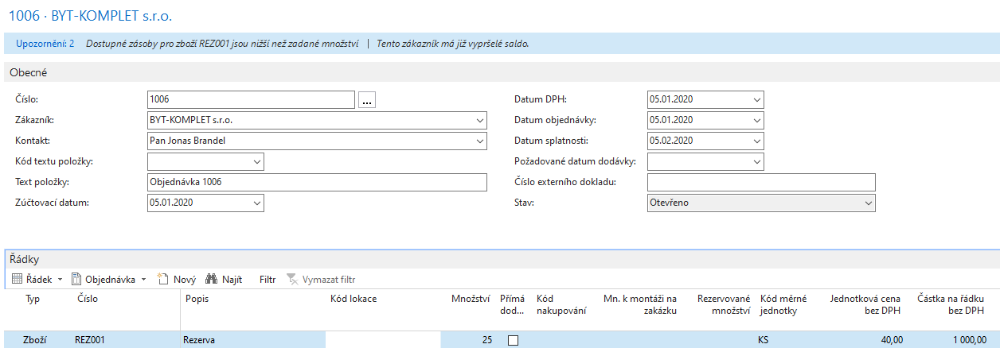 1006 · BYT-KOMPLET s.r.o.
Upozornění: 2 Dostupné zásoby pro zboží REZ001 jsou nižší než zadané množství | Tento zákazník má již vypršelé saldo.
Obecné
Číslo: 1006 ... Datum DPH: 05.01.2020
Zákazník: BYT-KOMPLET s.r.o. Datum objednávky: 05.01.2020
Kontakt: Pan Jonas Brandel Datum splatnosti: 05.02.2020
Kód textu položky: Požadované datum dodávky:
Text položky: Objednávka 1006 Číslo externího dokladu:
Zúčtovací datum: 05.01.2020 Stav: Otevřeno
Řádky
Řádek Objednávka Nový Najít Filtr Vymazat filtr
Typ Číslo Popis Kód lokace Množství Přímá Kód Mn. k montáži na Rezervované Kód měrné Jednotková cena Částka na řádku
dod... nakupování zakázku množství jednotky bez DPH bez DPH
Zboží REZ001 Rezerva 25 KS 40,00 1 000,00